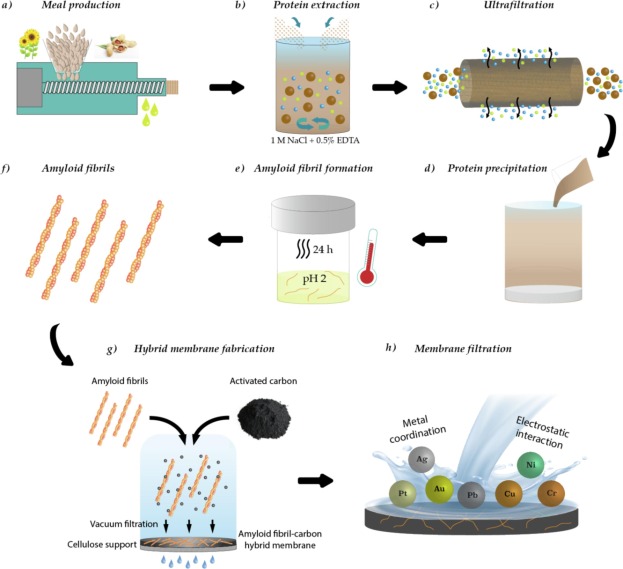 a) Meal production
b) Protein extraction
c) Ultrafiltration
1 M NaCl + 0.5% EDTA
f) Amyloid fibrils
e) Amyloid fibril formation
d) Protein precipitation
24 h
pH 2
g) Hybrid membrane fabrication
h) Membrane filtration
Amyloid fibrils
Activated carbon
Vacuum filtration
Cellulose support
Amyloid fibril-carbon
hybrid membrane
Metal
coordination
Electrostatic
interaction
Ag
Ni
Pt
Au
Pb
Cu
Cr